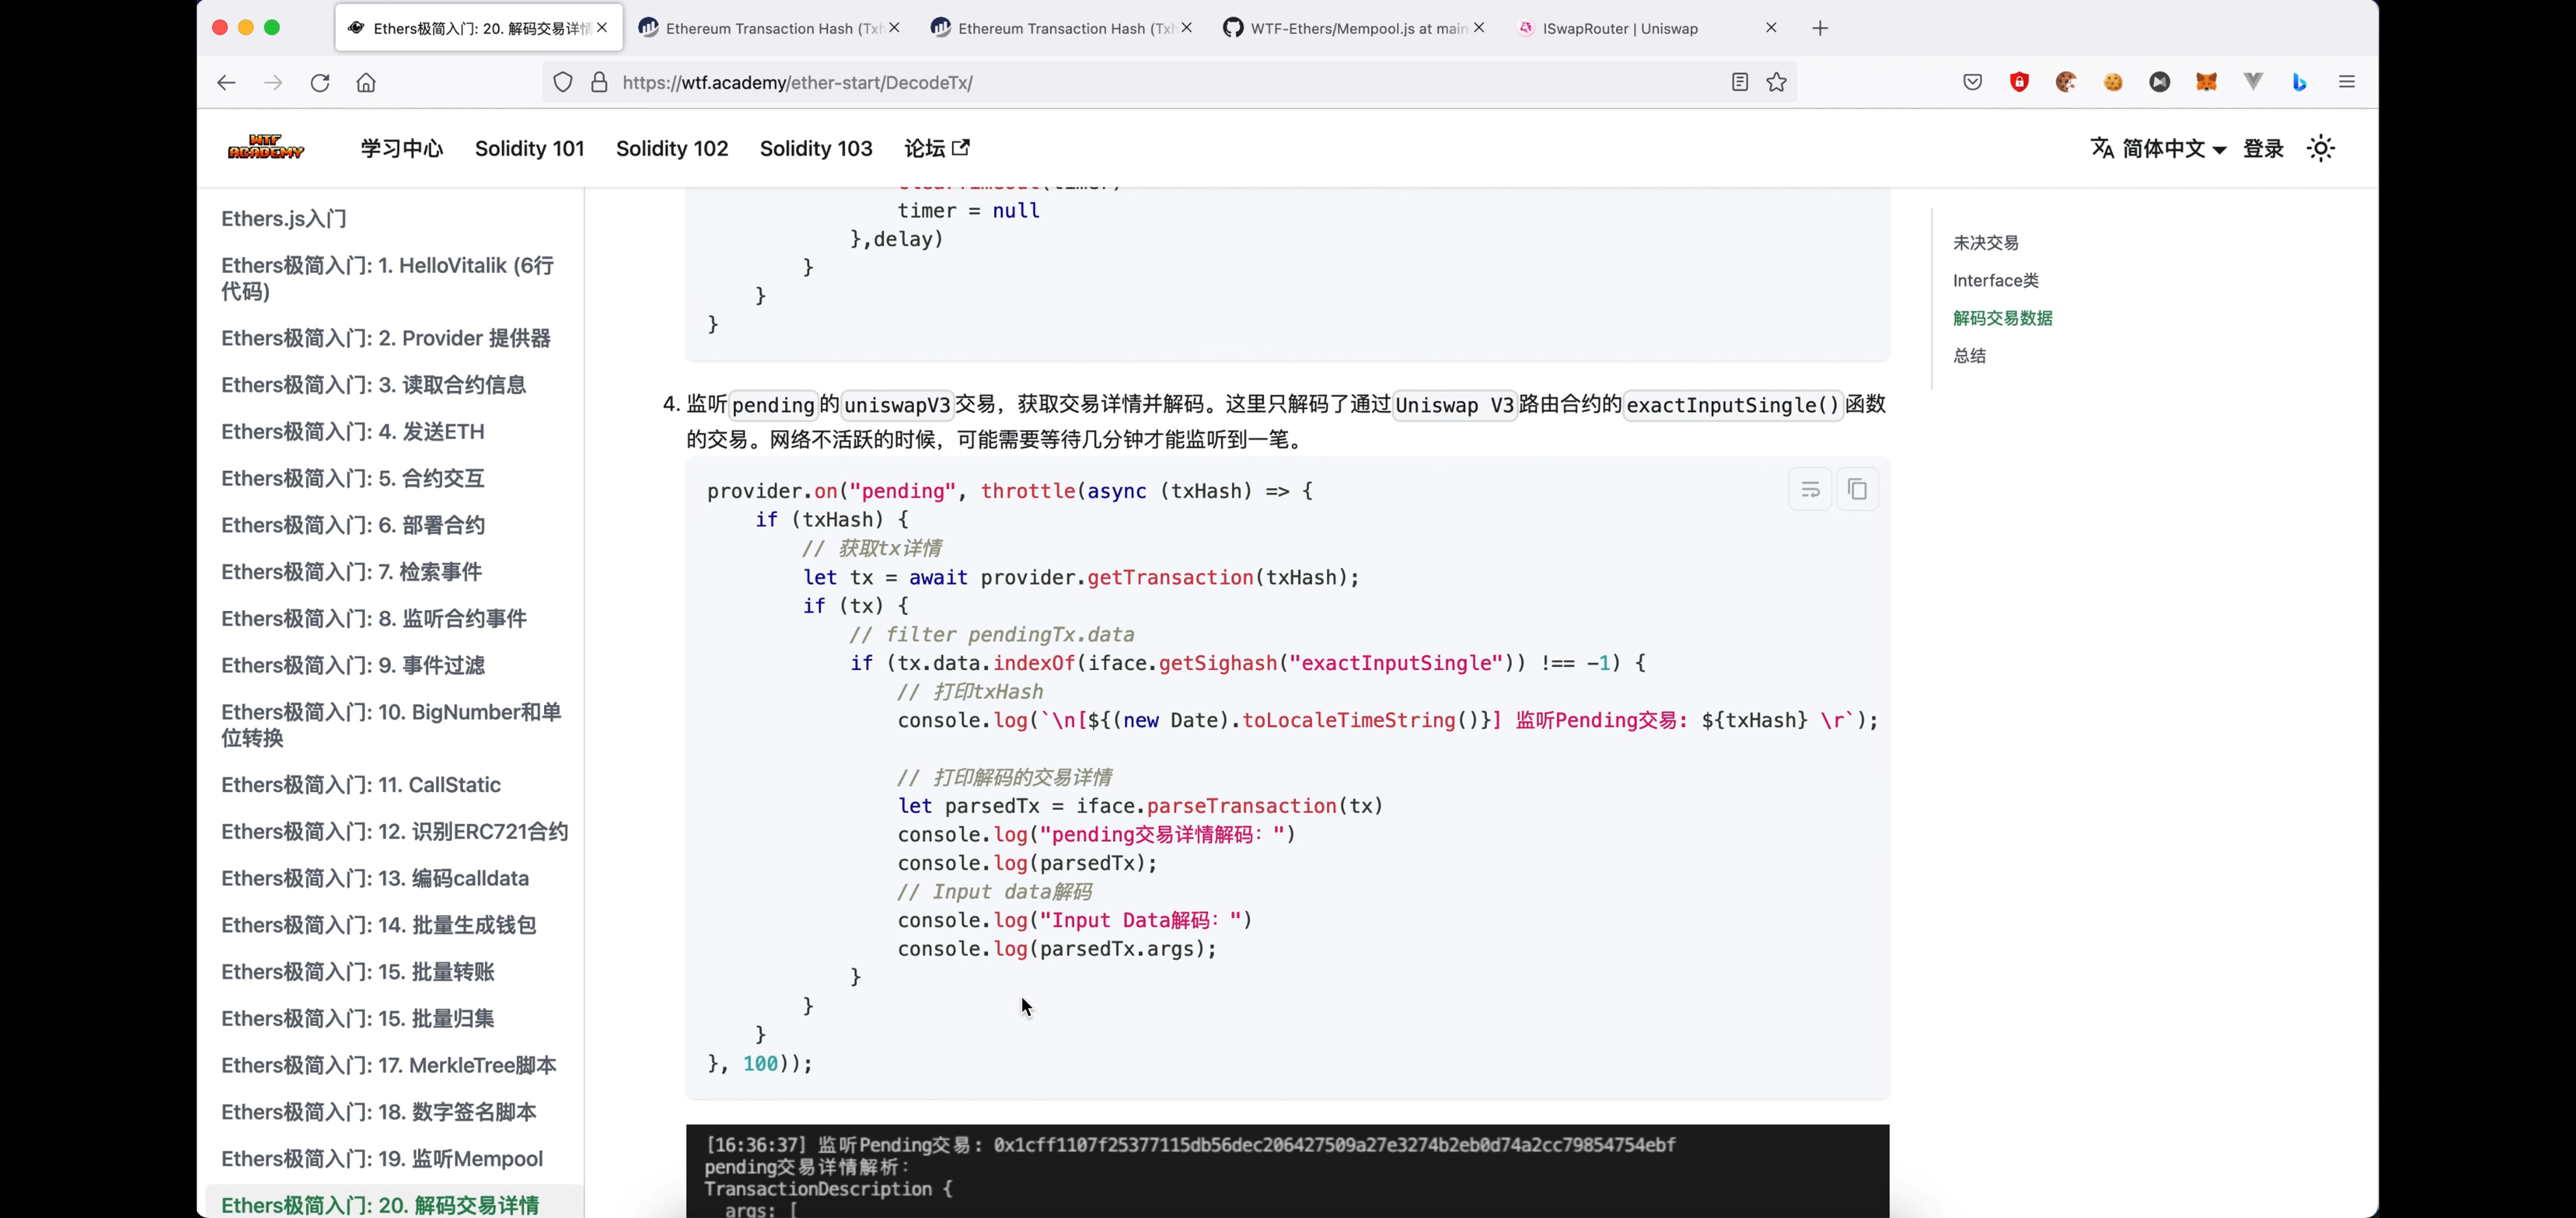 Ethers极简入门: 20. 解码交易详情
Ethereum Transaction Hash (Txh
Ethereum Transaction Hash (Txh
WTF-Ethers/Mempool.js at main
ISwapRouter | Uniswap
https://wtf.academy/ether-start/DecodeTx/
WTF ACADEMY
学习中心
Solidity 101
Solidity 102
Solidity 103
论坛
简体中文
登录
Ethers.js入门
Ethers极简入门: 1. HelloVitalik (6行
代码)
Ethers极简入门: 2. Provider 提供器
Ethers极简入门: 3. 读取合约信息
Ethers极简入门: 4. 发送ETH
Ethers极简入门: 5. 合约交互
Ethers极简入门: 6. 部署合约
Ethers极简入门: 7. 检索事件
Ethers极简入门: 8. 监听合约事件
Ethers极简入门: 9. 事件过滤
Ethers极简入门: 10. BigNumber和单
位转换
Ethers极简入门: 11. CallStatic
Ethers极简入门: 12. 识别ERC721合约
Ethers极简入门: 13. 编码calldata
Ethers极简入门: 14. 批量生成钱包
Ethers极简入门: 15. 批量转账
Ethers极简入门: 15. 批量归集
Ethers极简入门: 17. MerkleTree脚本
Ethers极简入门: 18. 数字签名脚本
Ethers极简入门: 19. 监听Mempool
Ethers极简入门: 20. 解码交易详情
clearTimeout(timer)
timer = null
},delay)
}
}
}
4. 监听pending的uniswapV3交易，获取交易详情并解码。这里只解码了通过Uniswap V3路由合约的exactInputSingle()函数
的交易。网络不活跃的时候，可能需要等待几分钟才能监听到一笔。
provider.on("pending", throttle(async (txHash) => {
if (txHash) {
// 获取tx详情
let tx = await provider.getTransaction(txHash);
if (tx) {
// filter pendingTx.data
if (tx.data.indexOf(iface.getSighash("exactInputSingle")) !== -1) {
// 打印txHash
console.log(`\n[${(new Date).toLocaleTimeString()}] 监听Pending交易: ${txHash} \r`);
// 打印解码的交易详情
let parsedTx = iface.parseTransaction(tx)
console.log("pending交易详情解码：")
console.log(parsedTx);
// Input data解码
console.log("Input Data解码：")
console.log(parsedTx.args);
}
}
}
}, 100));
[16:36:37] 监听Pending交易: 0x1cff1107f25377115db56dec206427509a27e3274b2eb0d74a2cc79854754ebf
pending交易详情解析：
TransactionDescription {
args: [
未决交易
Interface类
解码交易数据
总结